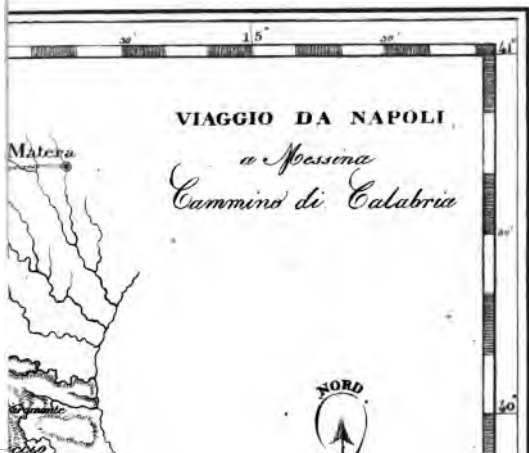 30' 15° 30'
41°
VIAGGIO DA NAPOLI
a Messina
Cammino di Calabria
Matera
30'
NORD
40°